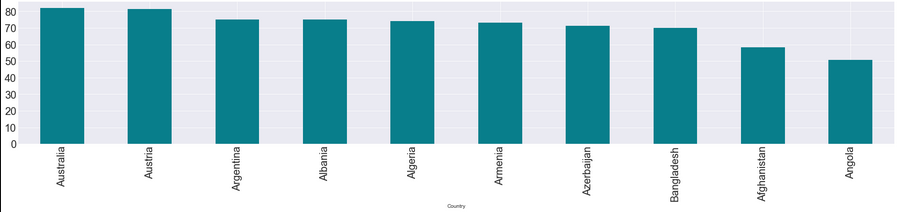 80
70
60
50
40
30
20
10
0
Australia
Austria
Argentina
Albania
Algeria
Armenia
Azerbaijan
Bangladesh
Afghanistan
Angola
Country